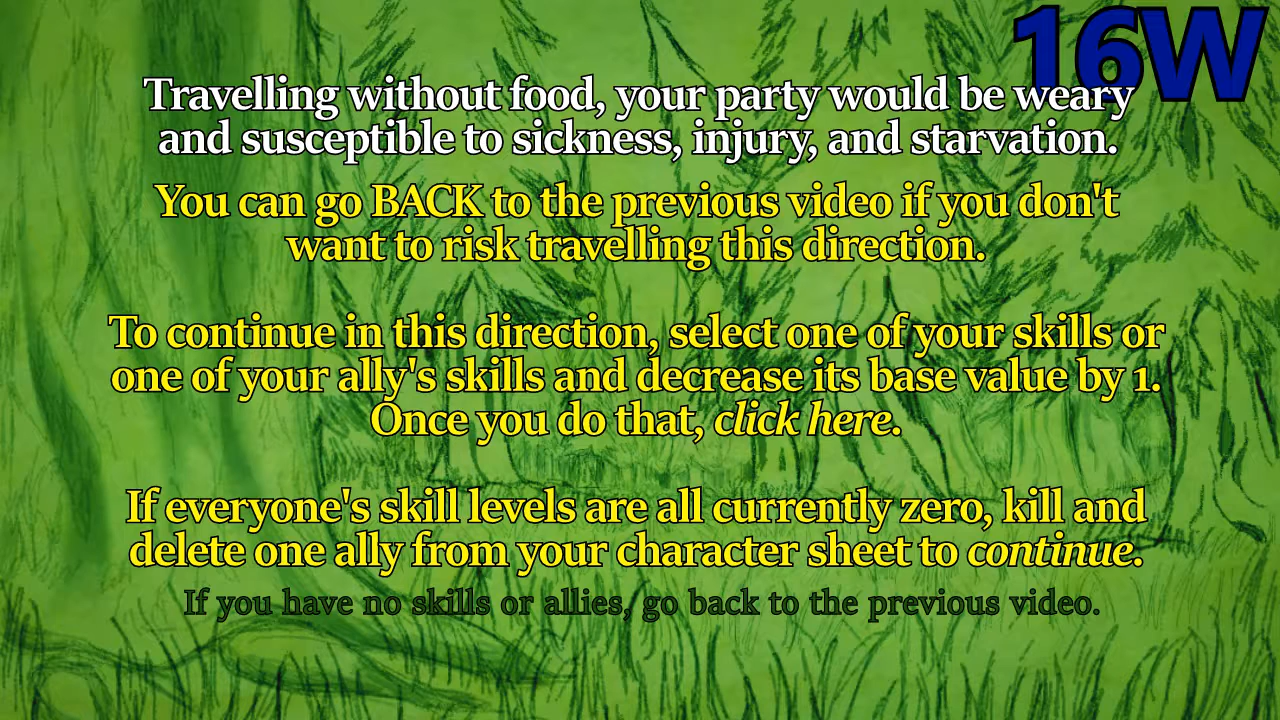 16W
Travelling without food, your party would be weary
and susceptible to sickness, injury, and starvation.
You can go BACK to the previous video if you don't
want to risk travelling this direction.
To continue in this direction, select one of your skills or
one of your ally's skills and decrease its base value by 1.
Once you do that, click here.
If everyone's skill levels are all currently zero, kill and
delete one ally from your character sheet to continue.
If you have no skills or allies, go back to the previous video.